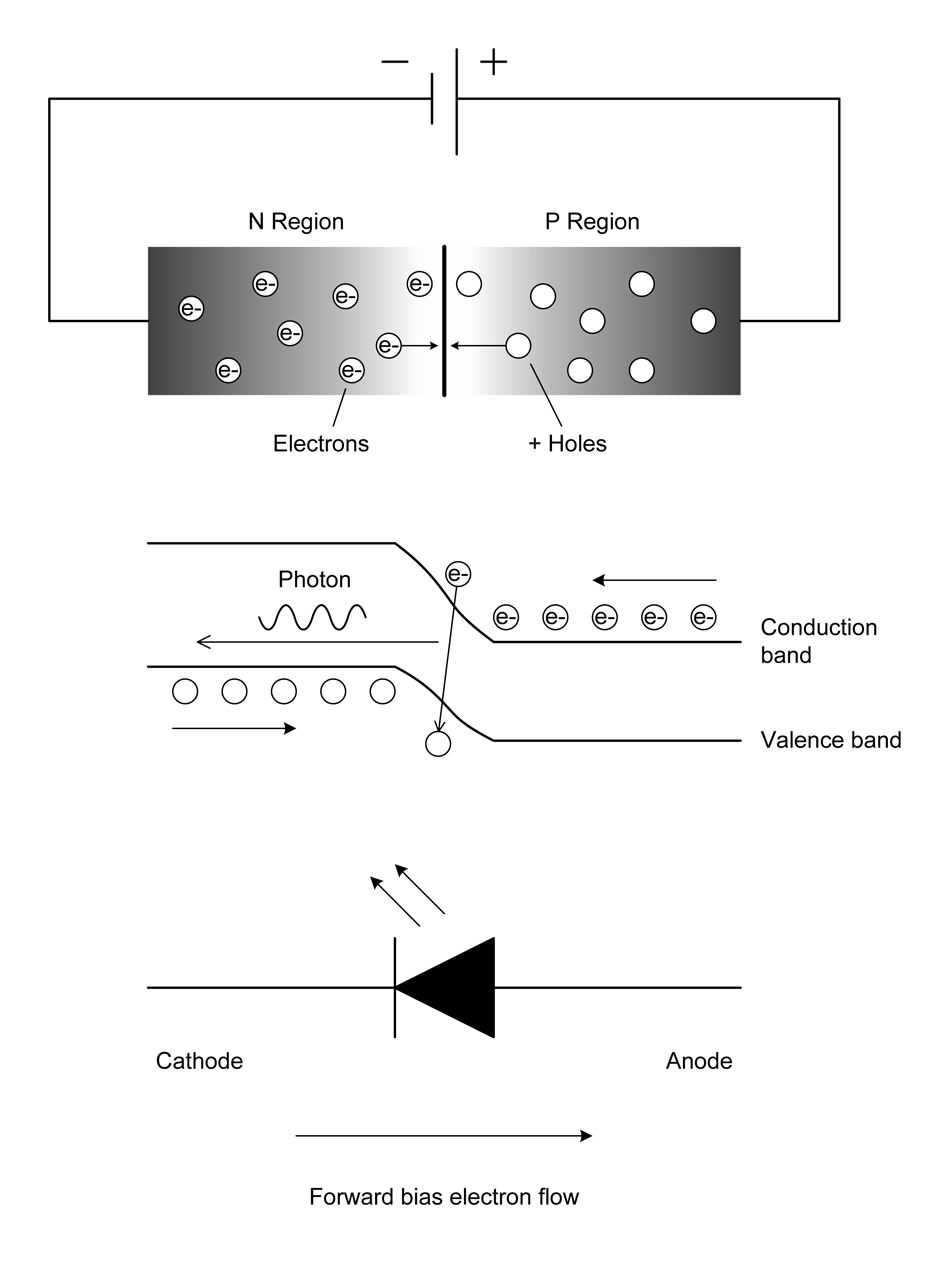 − +
N Region P Region
e- e- e- e-
e- e- e-
e- e-
Electrons + Holes
Photon
e-
e- e- e- e- e-
Conduction
band
Valence band
Cathode Anode
Forward bias electron flow